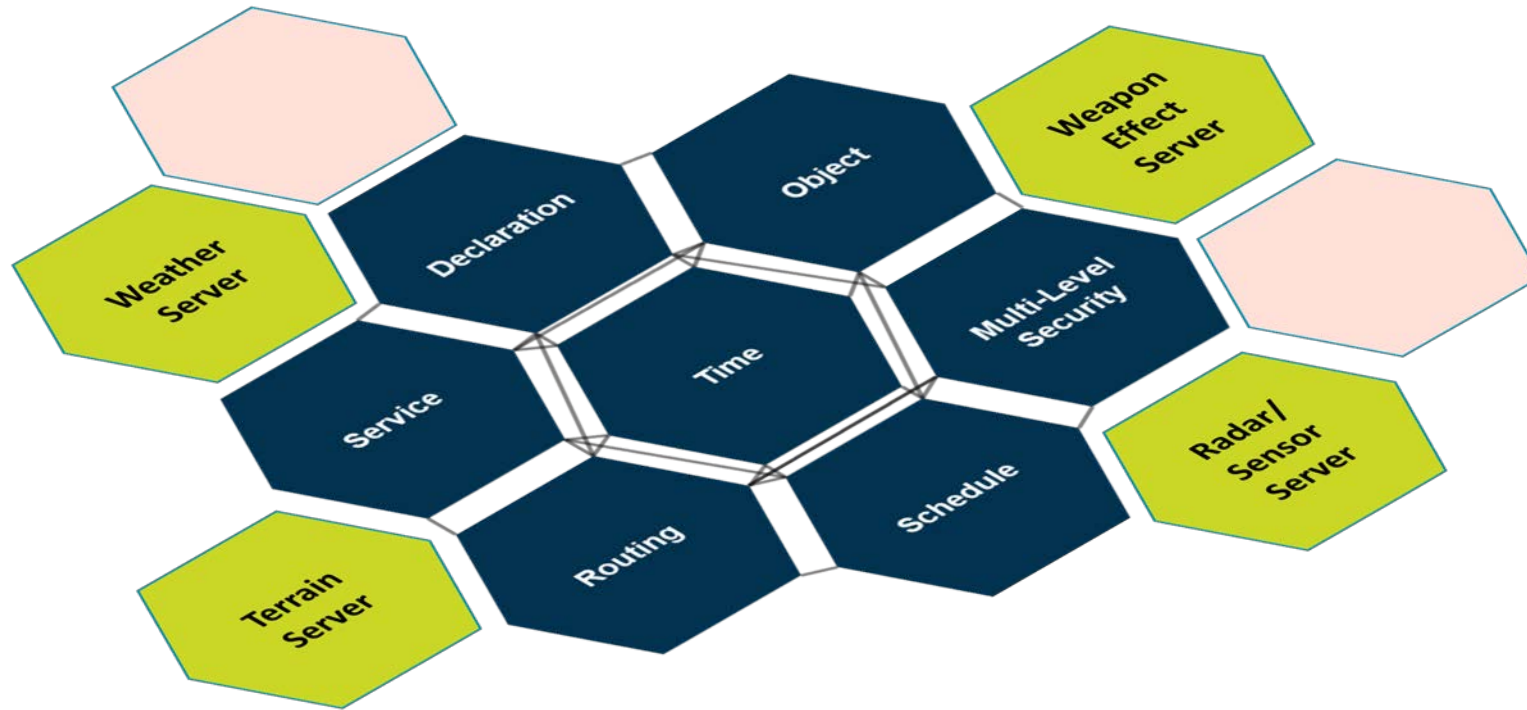 Weapon
Effect
Server
Object
Declaration
Weather
Server
Multi-Level
Security
Time
Service
Radar/
Sensor
Server
Schedule
Routing
Terrain
Server